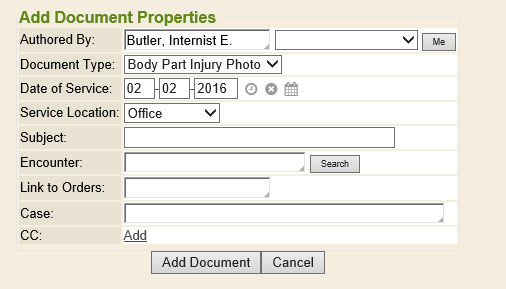 Add Document Properties
Authored By: Butler, Internist E. Me
Document Type: Body Part Injury Photo
Date of Service: 02 - 02 - 2016
Service Location: Office
Subject:
Encounter: Search
Link to Orders:
Case:
CC: Add
Add Document Cancel